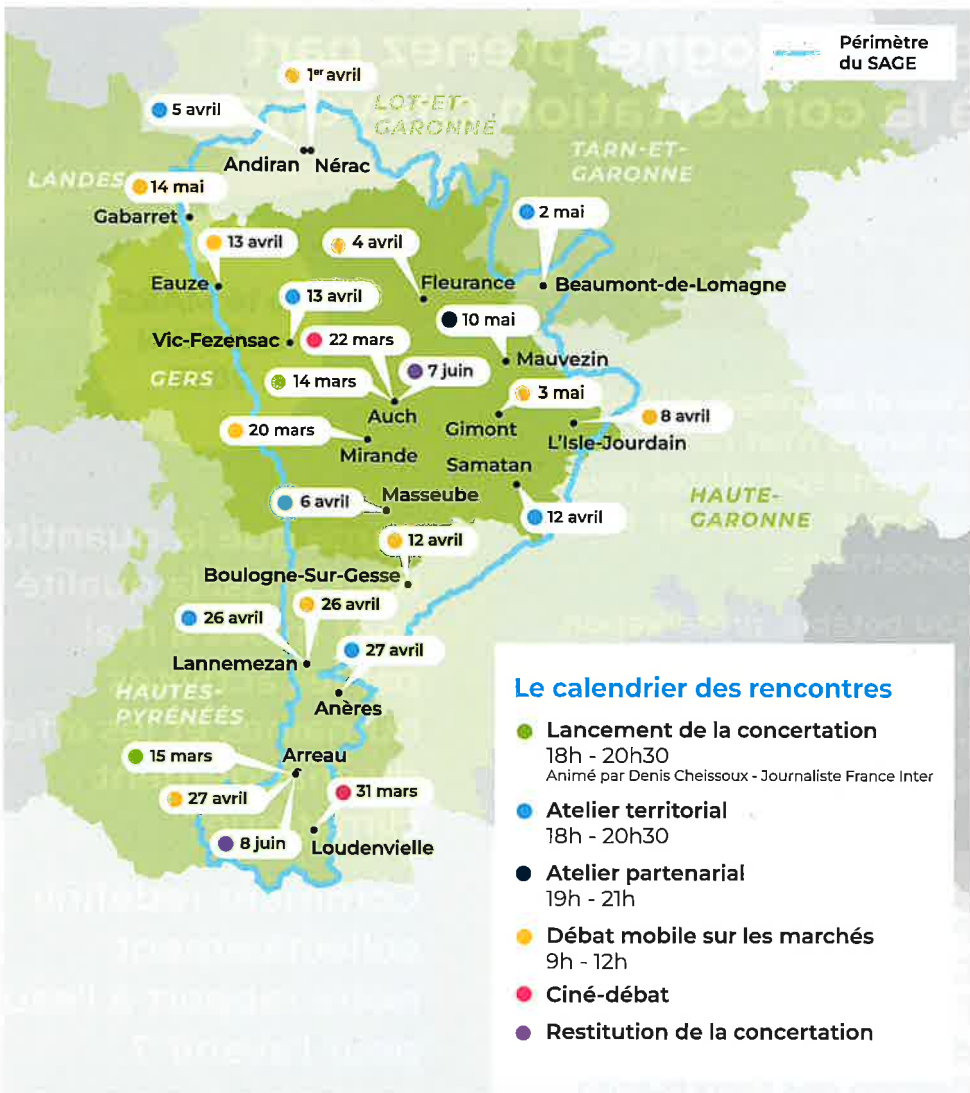 Périmètre
du SAGE
1er avril
5 avril
LOT-ET-
GARONNE
Andiran
Nérac
TARN-ET-
GARONNE
LANDES
14 mai
Gabarret
2 mai
13 avril
4 avril
Eauze
Fleurance
Beaumont-de-Lomagne
13 avril
10 mai
Vic-Fezensac
22 mars
Mauvezin
GERS
14 mars
7 juin
3 mai
Auch
Gimont
8 avril
L'Isle-Jourdain
20 mars
Mirande
Samatan
6 avril
Masseube
HAUTE-
GARONNE
12 avril
12 avril
Boulogne-Sur-Gesse
26 avril
26 avril
27 avril
Lannemezan
HAUTES-
PYRÉNÉÉS
Anères
15 mars
Arreau
27 avril
31 mars
8 juin
Loudenvielle
Le calendrier des rencontres
Lancement de la concertation
18h - 20h30
Animé par Denis Cheissoux - Journaliste France Inter
Atelier territorial
18h - 20h30
Atelier partenarial
19h - 21h
Débat mobile sur les marchés
9h - 12h
Ciné-débat
Restitution de la concertation